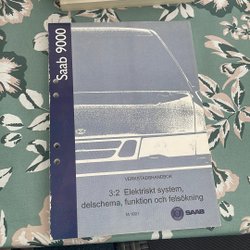 Saab 9000
VERKSTADSHANDBOK
3:2 Elektriskt system,
delschema, funktion och felsökning
SAAB